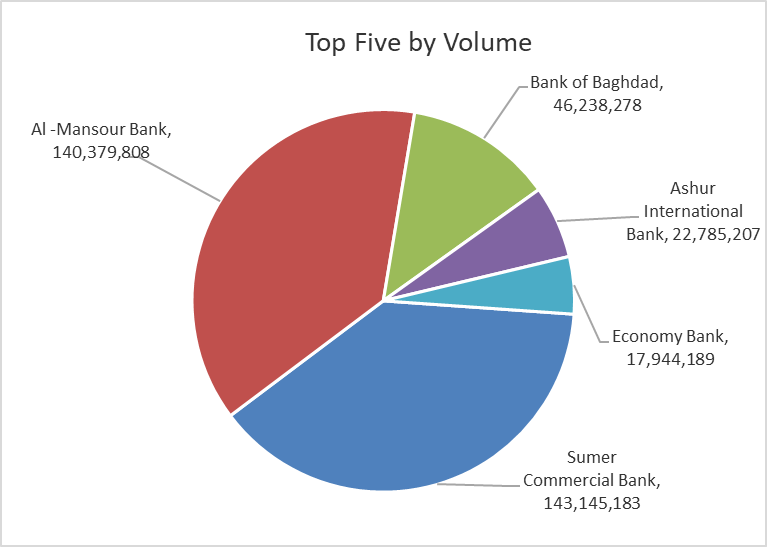 Top Five by Volume
Bank of Baghdad,
46,238,278
Al -Mansour Bank,
140,379,808
Ashur
International
Bank, 22,785,207
Economy Bank,
17,944,189
Sumer
Commercial Bank,
143,145,183